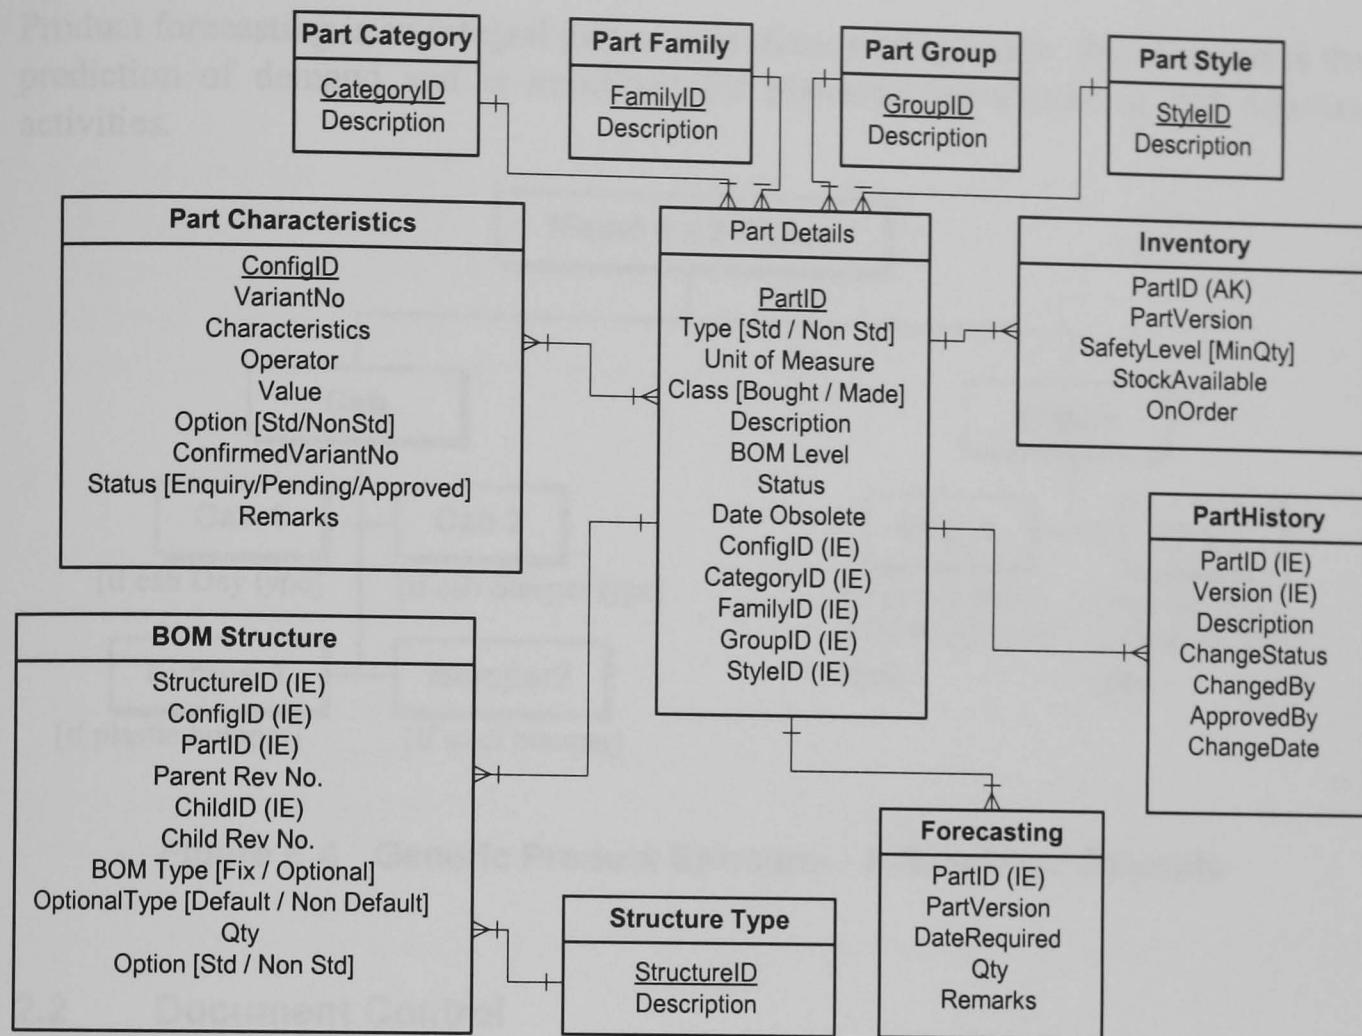 Part Category
CategoryID
Description
Part Family
FamilyID
Description
Part Group
GroupID
Description
Part Style
StyleID
Description
Part Characteristics
ConfigID
VariantNo
Characteristics
Operator
Value
Option [Std/NonStd]
ConfirmedVariantNo
Status [Enquiry/Pending/Approved]
Remarks
Part Details
PartID
Type [Std / Non Std]
Unit of Measure
Class [Bought / Made]
Description
BOM Level
Status
Date Obsolete
ConfigID (IE)
CategoryID (IE)
FamilyID (IE)
GroupID (IE)
StyleID (IE)
Inventory
PartID (AK)
PartVersion
SafetyLevel [MinQty]
StockAvailable
OnOrder
PartHistory
PartID (IE)
Version (IE)
Description
ChangeStatus
ChangedBy
ApprovedBy
ChangeDate
BOM Structure
StructureID (IE)
ConfigID (IE)
PartID (IE)
Parent Rev No.
ChildID (IE)
Child Rev No.
BOM Type [Fix / Optional]
OptionalType [Default / Non Default]
Qty
Option [Std / Non Std]
Structure Type
StructureID
Description
Forecasting
PartID (IE)
PartVersion
DateRequired
Qty
Remarks
2.2 Document Control